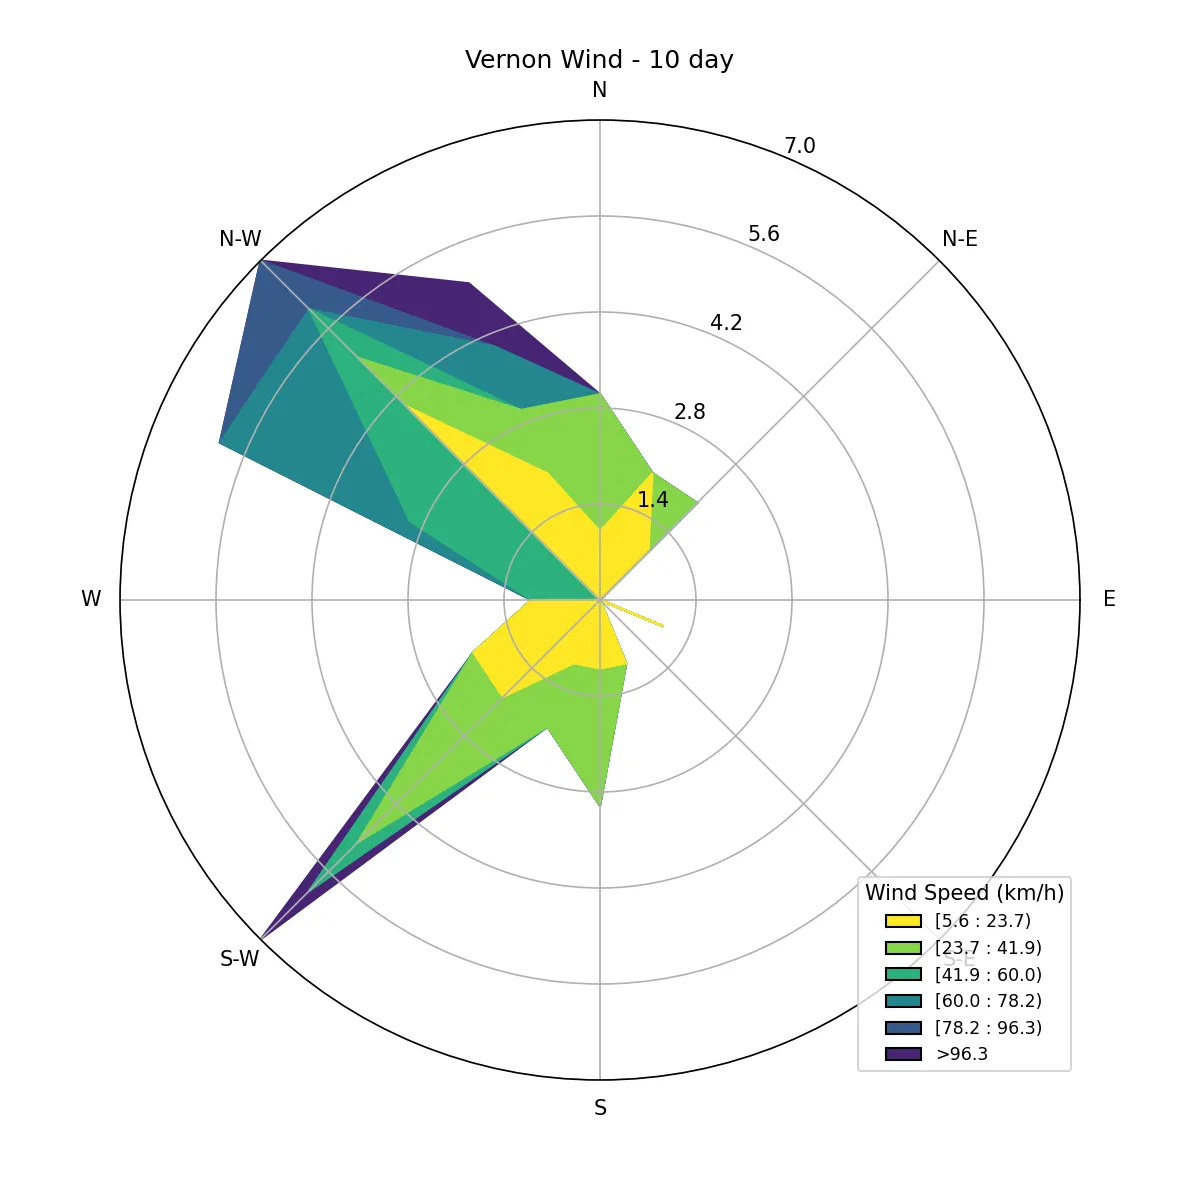 Vernon Wind - 10 day
N
7.0
5.6
N-W
N-E
4.2
2.8
1.4
W
E
S-W
S-E
Wind Speed (km/h)
[5.6 : 23.7)
[23.7 : 41.9)
[41.9 : 60.0)
[60.0 : 78.2)
[78.2 : 96.3)
>96.3
S